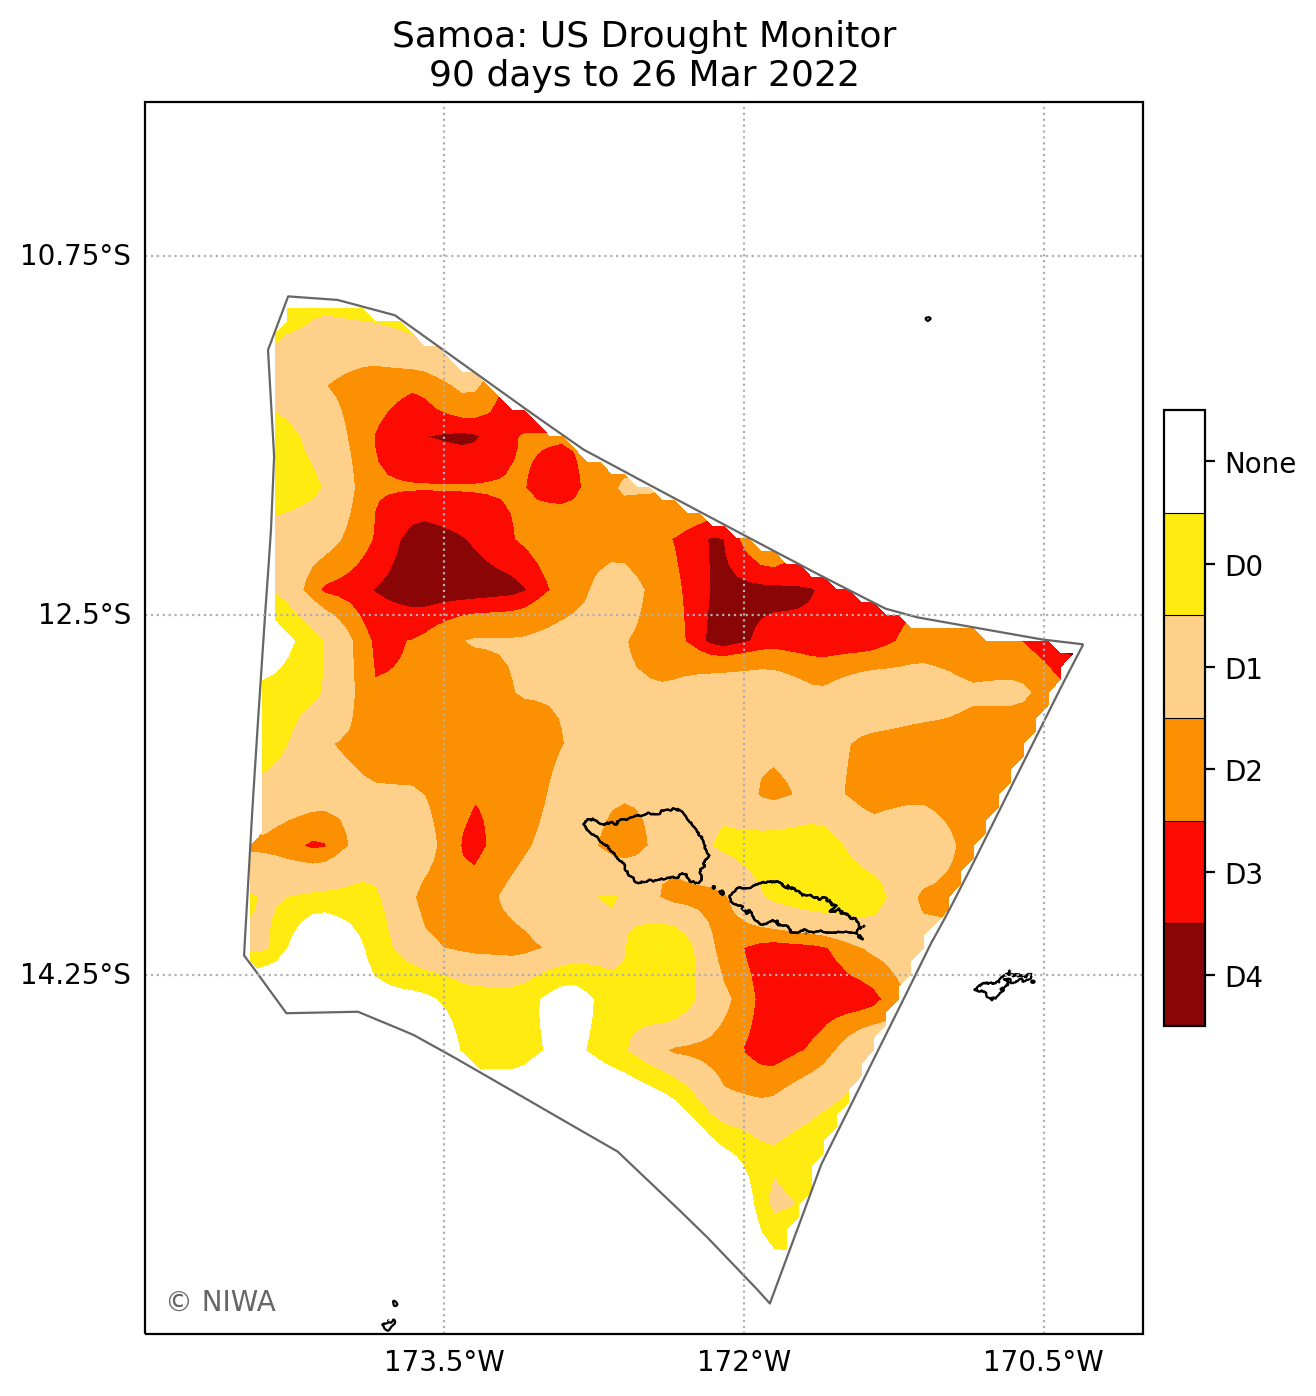 Samoa: US Drought Monitor
90 days to 26 Mar 2022
10.75°S
12.5°S
14.25°S
173.5°W
172°W
170.5°W
None
D0
D1
D2
D3
D4
© NIWA